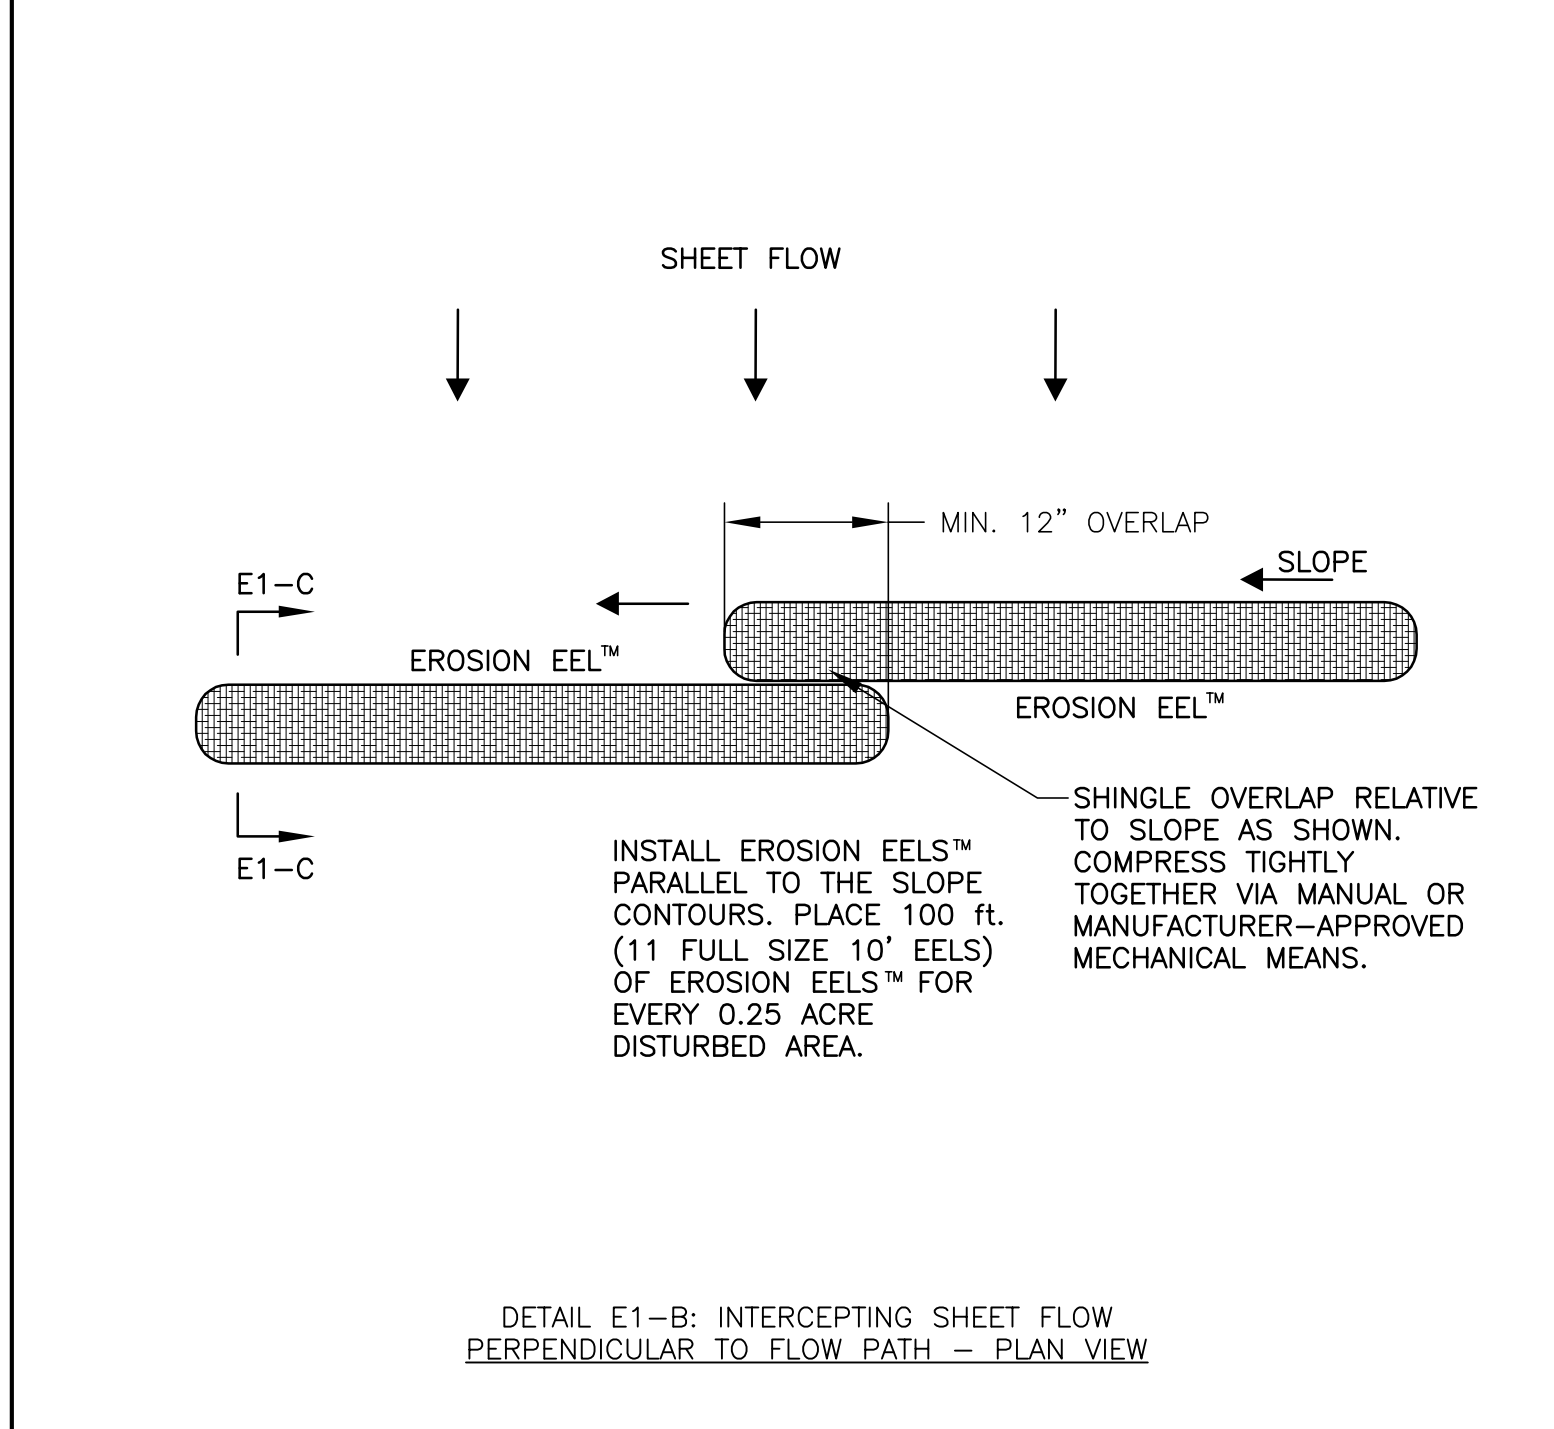 SHEET FLOW
MIN. 12” OVERLAP
SLOPE
E1-C
EROSION EEL™
EROSION EEL™
E1-C
SHINGLE OVERLAP RELATIVE
TO SLOPE AS SHOWN.
COMPRESS TIGHTLY
TOGETHER VIA MANUAL OR
MANUFACTURER-APPROVED
MECHANICAL MEANS.
INSTALL EROSION EELS™
PARALLEL TO THE SLOPE
CONTOURS. PLACE 100 ft.
(11 FULL SIZE 10’ EELS)
OF EROSION EELS™ FOR
EVERY 0.25 ACRE
DISTURBED AREA.
DETAIL E1-B: INTERCEPTING SHEET FLOW
PERPENDICULAR TO FLOW PATH - PLAN VIEW